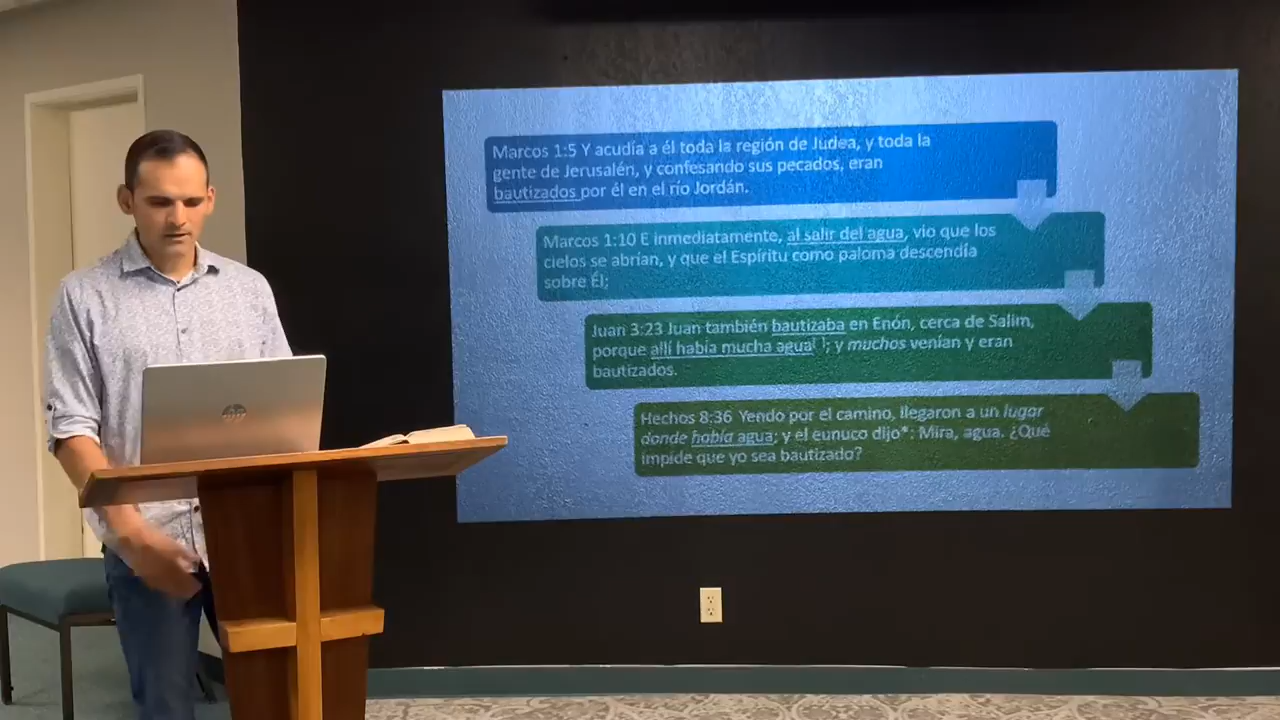 Marcos 1:5 Y acudía a él toda la región de Judea, y toda la
gente de Jerusalén, y confesando sus pecados, eran
bautizados por él en el río Jordán.
Marcos 1:10 E inmediatamente, al salir del agua, vio que los
cielos se abrían, y que el Espíritu como paloma descendía
sobre Él;
Juan 3:23 Juan también bautizaba en Enón, cerca de Salim,
porque allí había mucha agua; y muchos venían y eran
bautizados.
Hechos 8:36 Yendo por el camino, llegaron a un lugar
donde había agua; y el eunuco dijo*: Mira, agua. ¿Qué
impide que yo sea bautizado?
hp